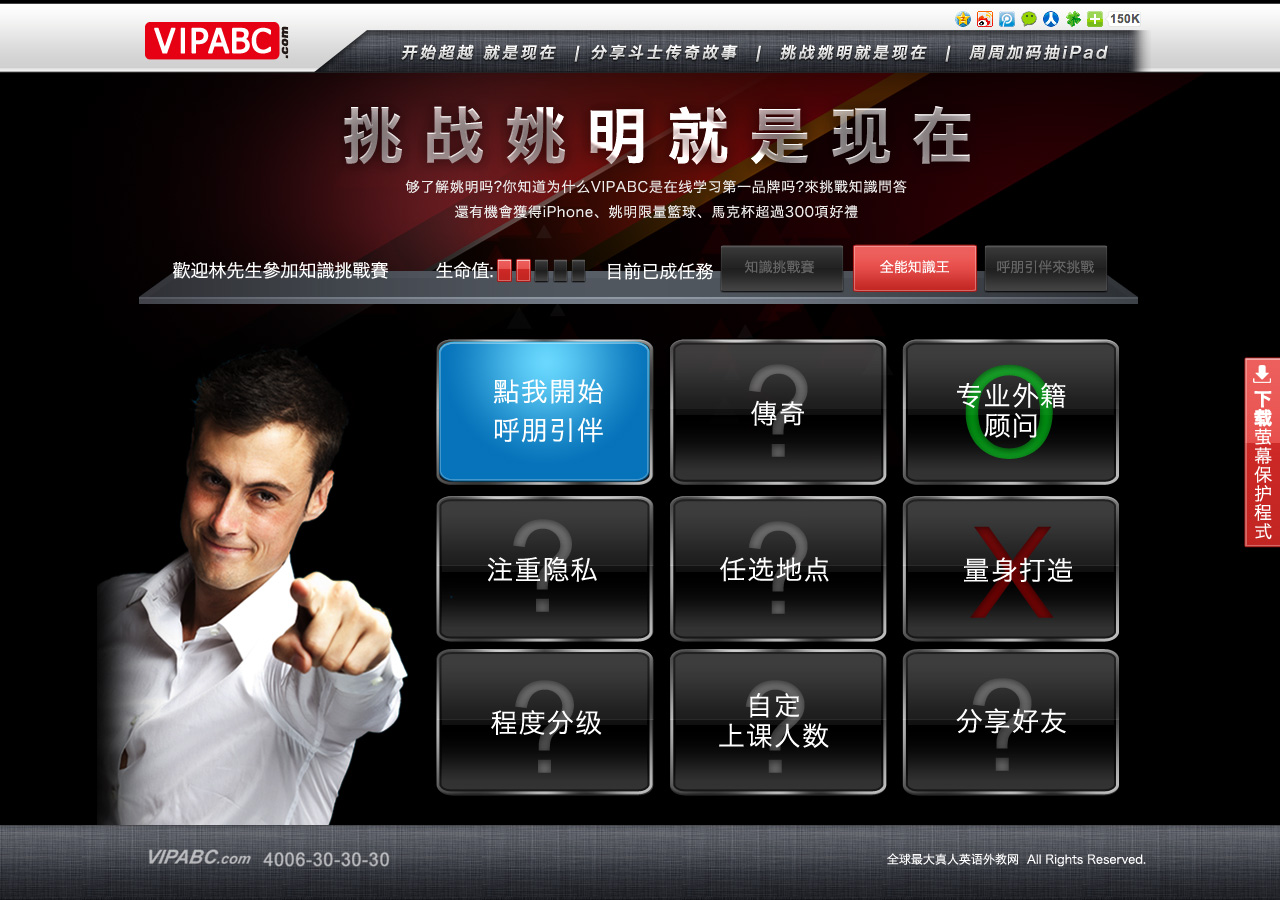 VIPABC.com
150K
开始超越 就是现在 | 分享斗士传奇故事 | 挑战姚明就是现在 | 周周加码抽iPad
挑战姚明就是现在
够了解姚明吗?你知道为什么VIPABC是在线学习第一品牌吗?來挑戰知識問答
還有機會獲得iPhone、姚明限量籃球、馬克杯超過300項好禮
歡迎林先生參加知識挑戰賽
生命值:
目前已成任務
知識挑戰賽
全能知識王
呼朋引伴來挑戰
點我開始
呼朋引伴
?
傳奇
专业外籍
顾问
?
注重隐私
?
任选地点
X
量身打造
?
程度分级
?
自定
上课人数
?
分享好友
下载萤幕保护程式
VIPABC.com 4006-30-30-30
全球最大真人英语外教网 All Rights Reserved.